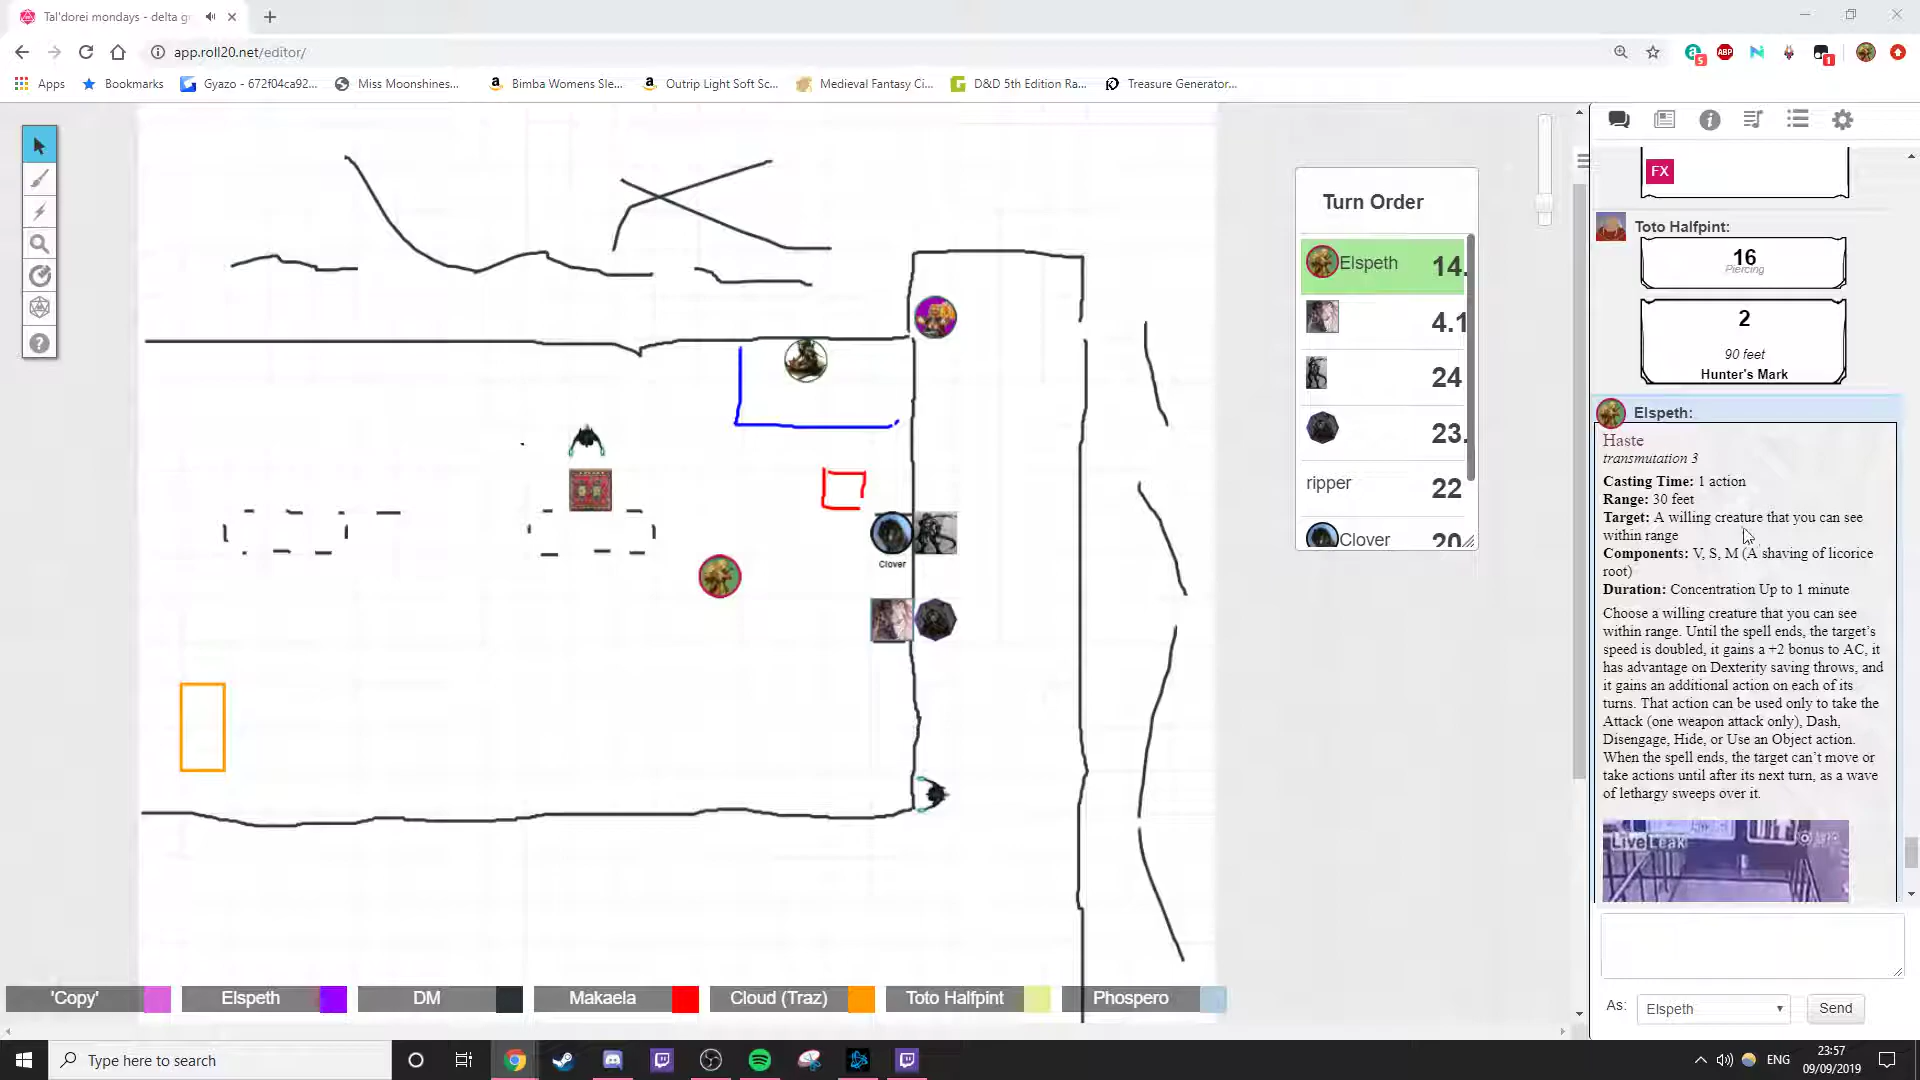 Tal'dorei mondays - delta gr
app.roll20.net/editor/
5
ABP
1
Apps
Bookmarks
Gyazo - 672f04ca92...
Miss Moonshines...
Bimba Womens Sle...
Outrip Light Soft Sc...
Medieval Fantasy Ci...
D&D 5th Edition Ra...
Treasure Generator...
Turn Order
Elspeth 14.
4.1
24
23.
ripper 22
Clover 20
Clover
FX
Toto Halfpint:
16
Piercing
2
90 feet
Hunter's Mark
Elspeth:
Haste
transmutation 3
Casting Time: 1 action
Range: 30 feet
Target: A willing creature that you can see
within range
Components: V, S, M (A shaving of licorice
root)
Duration: Concentration Up to 1 minute
Choose a willing creature that you can see
within range. Until the spell ends, the target's
speed is doubled, it gains a +2 bonus to AC, it
has advantage on Dexterity saving throws, and
it gains an additional action on each of its
turns. That action can be used only to take the
Attack (one weapon attack only), Dash,
Disengage, Hide, or Use an Object action.
When the spell ends, the target can't move or
take actions until after its next turn, as a wave
of lethargy sweeps over it.
LiveLeak
As: Elspeth Send
'Copy' Elspeth DM Makaela Cloud (Traz) Toto Halfpint Phospero
Type here to search
ENG
23:57
09/09/2019